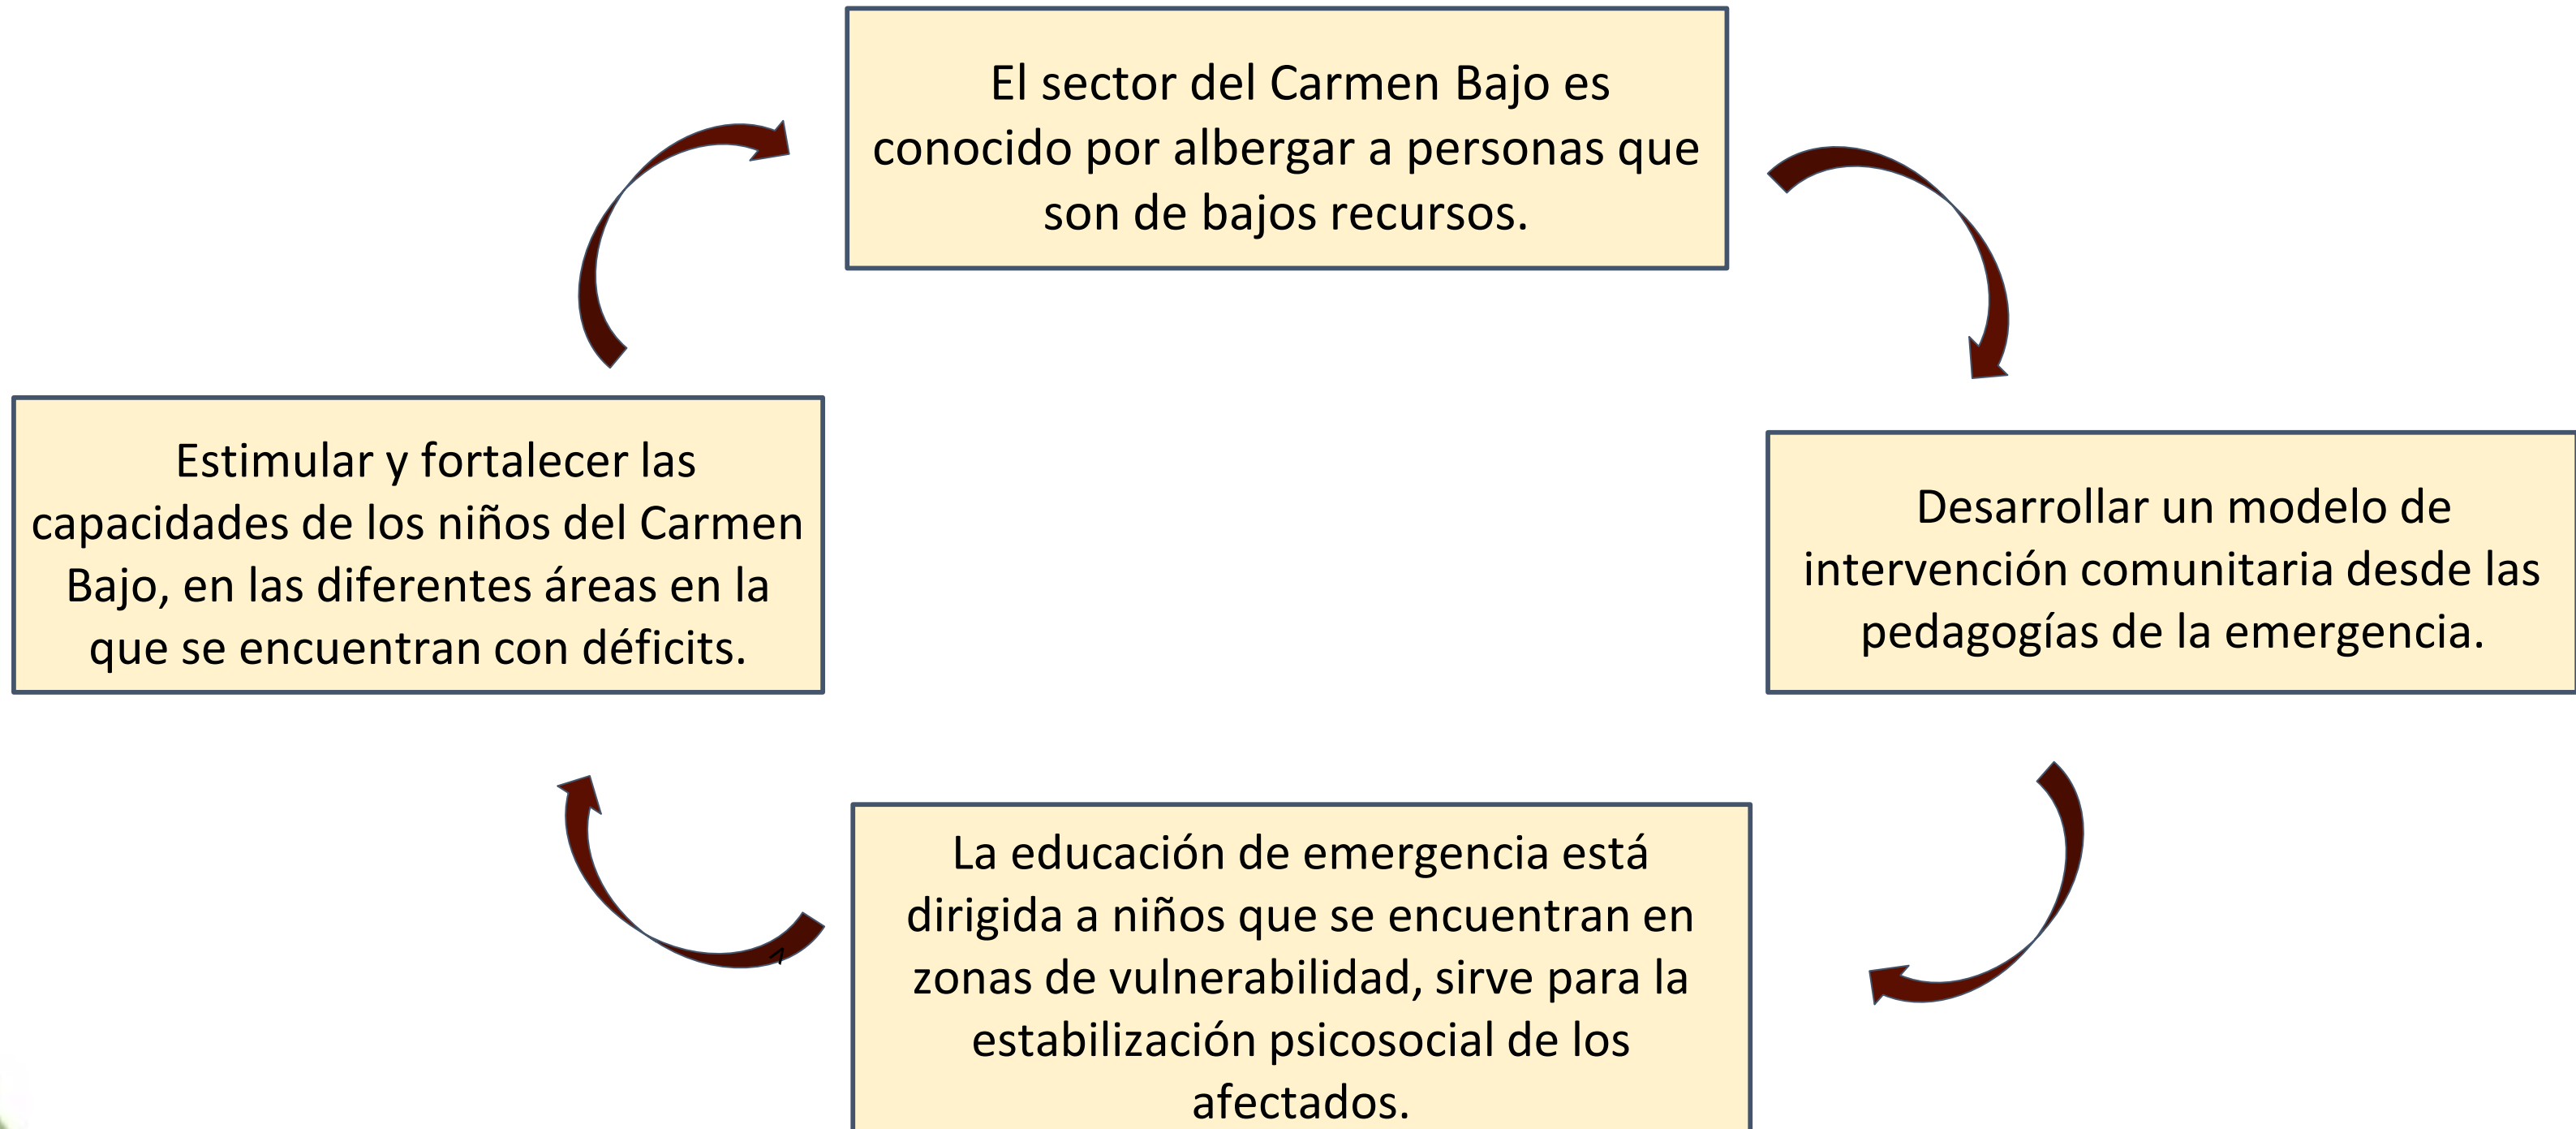 El sector del Carmen Bajo es
conocido por albergar a personas que
son de bajos recursos.
Desarrollar un modelo de
intervención comunitaria desde las
pedagogías de la emergencia.
La educación de emergencia está
dirigida a niños que se encuentran en
zonas de vulnerabilidad, sirve para la
estabilización psicosocial de los
afectados.
Estimular y fortalecer las
capacidades de los niños del Carmen
Bajo, en las diferentes áreas en la
que se encuentran con déficits.